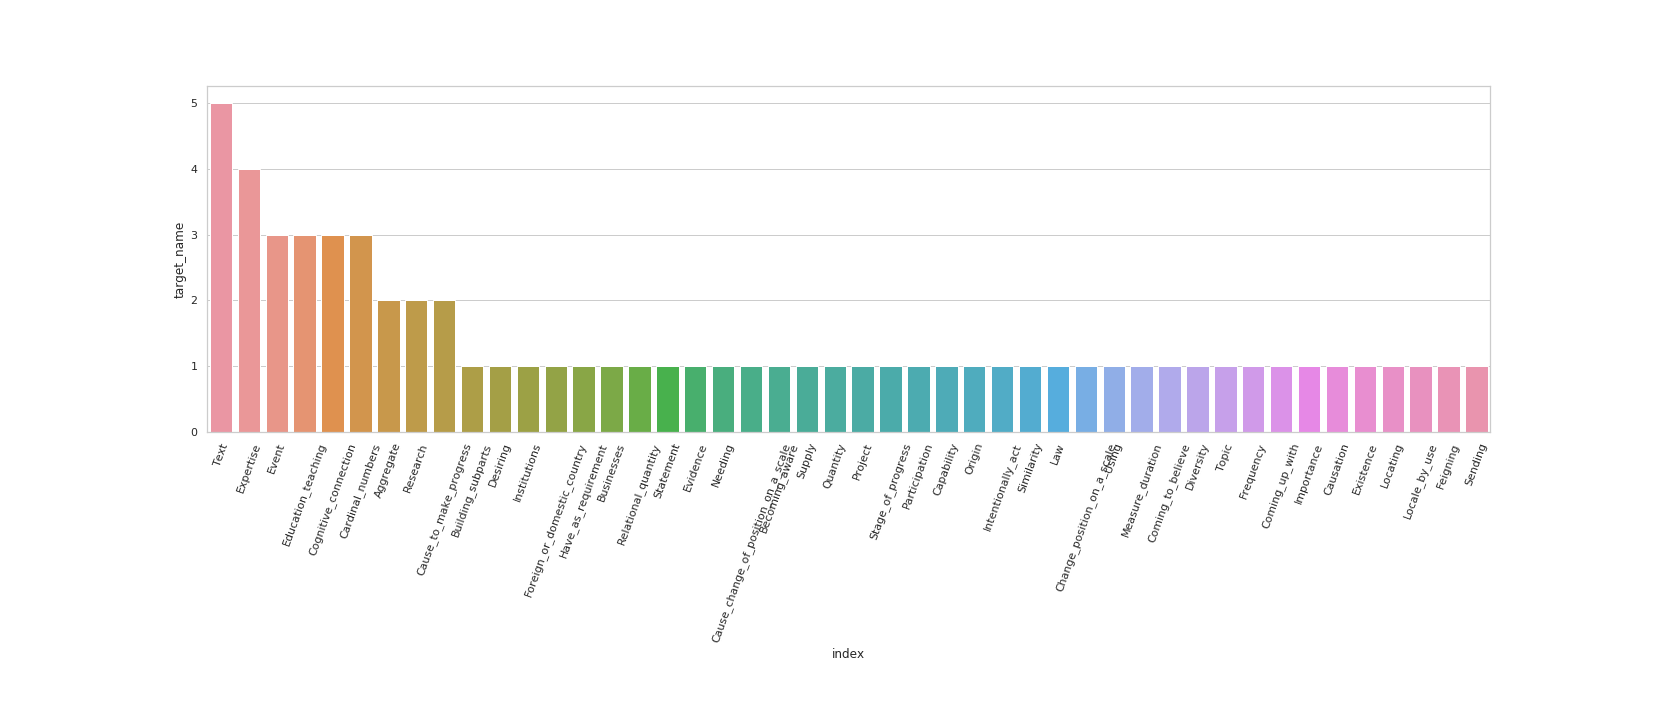 5
4
3
2
1
0
target_name
Text
Expertise
Event
Education_teaching
Cognitive_connection
Cardinal_numbers
Aggregate
Research
Cause_to_make_progress
Building_subparts
Desiring
Institutions
Foreign_or_domestic_country
Have_as_requirement
Businesses
Relational_quantity
Statement
Evidence
Needing
Cause_change_of_position_on_a_scale
Becoming_aware
Supply
Quantity
Project
Stage_of_progress
Participation
Capability
Origin
Intentionally_act
Similarity
Law
Change_position_on_a_scale
Using
Measure_duration
Coming_to_believe
Diversity
Topic
Frequency
Coming_up_with
Importance
Causation
Existence
Locating
Locale_by_use
Feigning
Sending
index